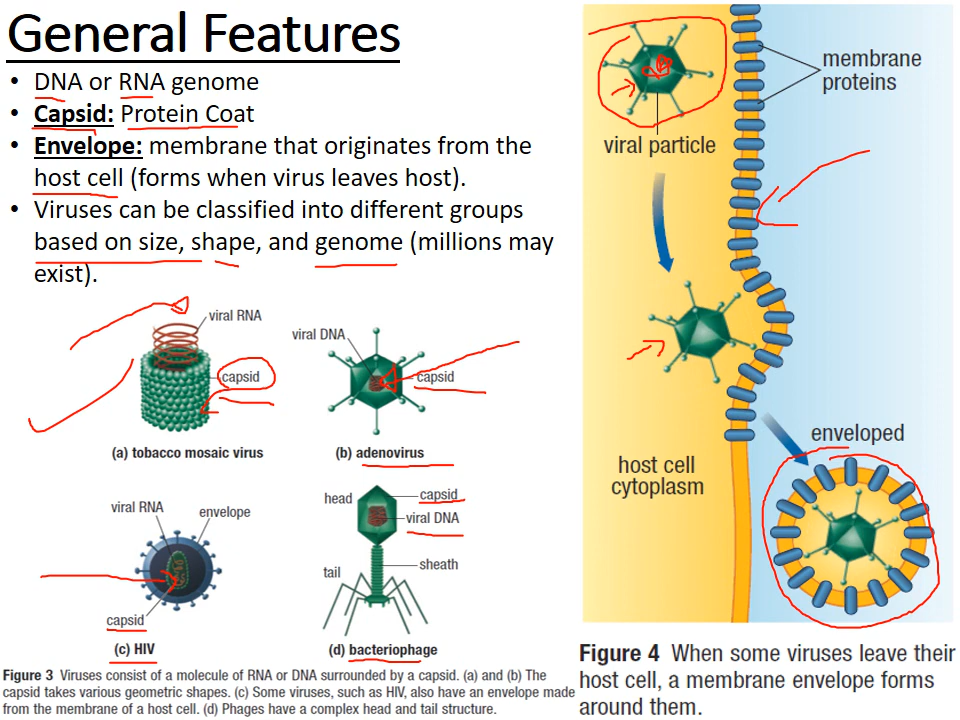 General Features
• DNA or RNA genome
• Capsid: Protein Coat
• Envelope: membrane that originates from the
host cell (forms when virus leaves host).
• Viruses can be classified into different groups
based on size, shape, and genome (millions may
exist).
viral RNA
capsid
(a) tobacco mosaic virus
viral DNA
capsid
(b) adenovirus
viral RNA
envelope
capsid
(c) HIV
head
capsid
viral DNA
sheath
tail
(d) bacteriophage
Figure 3 Viruses consist of a molecule of RNA or DNA surrounded by a capsid. (a) and (b) The
capsid takes various geometric shapes. (c) Some viruses, such as HIV, also have an envelope made
from the membrane of a host cell. (d) Phages have a complex head and tail structure.
membrane
proteins
viral particle
host cell
cytoplasm
enveloped
Figure 4 When some viruses leave their
host cell, a membrane envelope forms
around them.